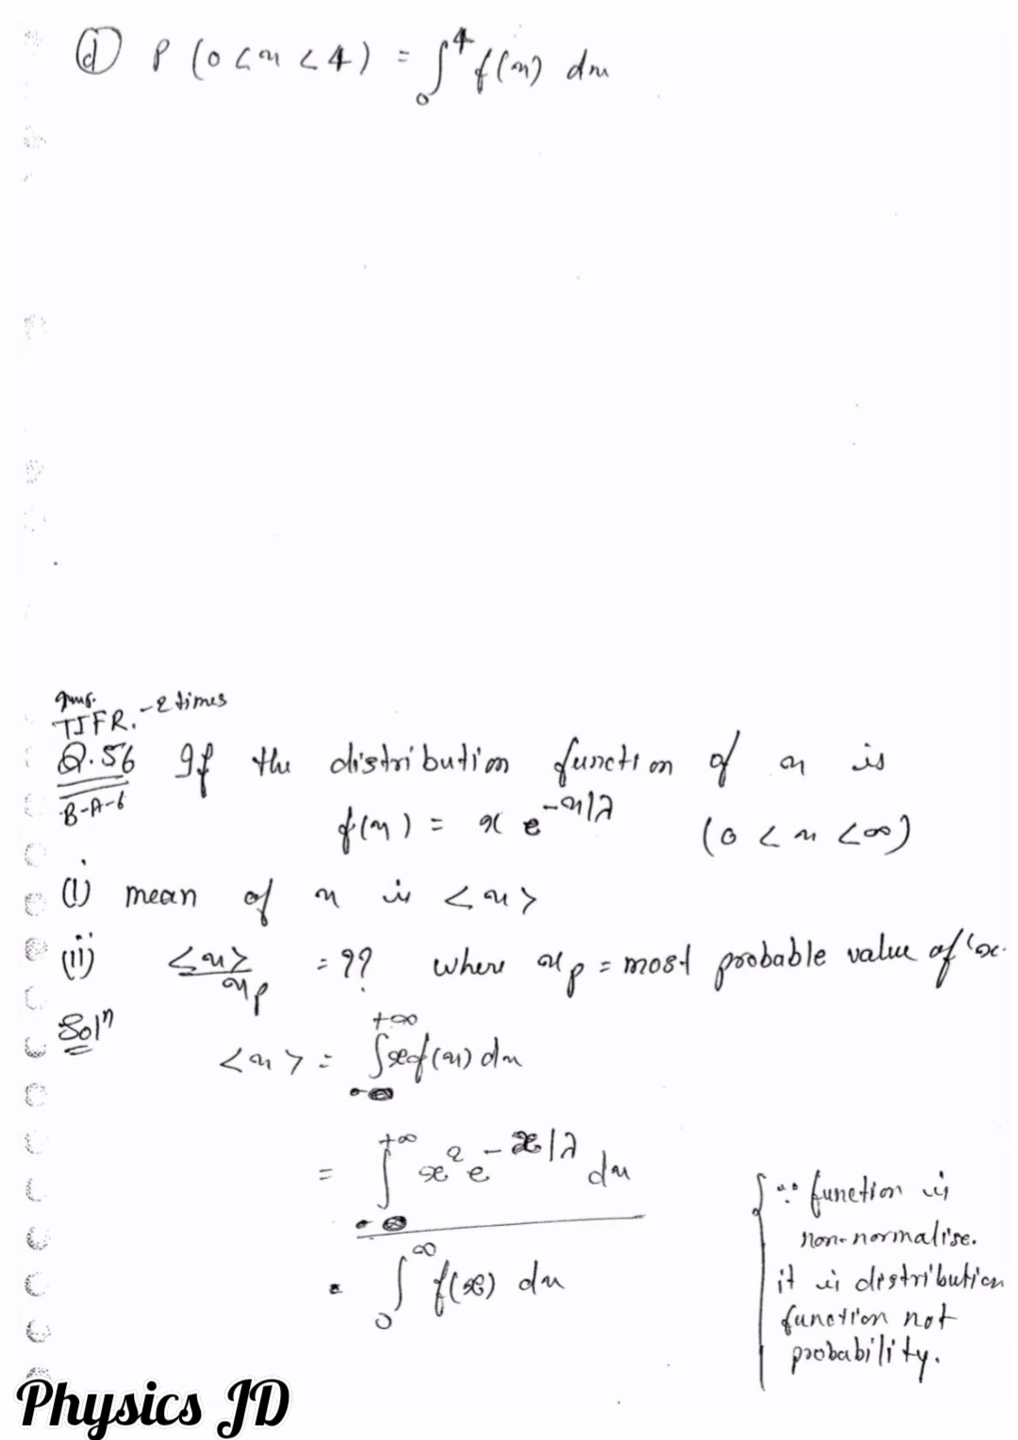 (d) P (0 < x < 4) = ∫₀⁴ f(x) dx
TIFR. - 2 times
Q.56 If the distribution function of x is
B-A-6
f(x) = x e^{-x/λ} (0 < x < ∞)
(i) mean of x is <x>
(ii) <x>/x_p = ?? where x_p = most probable value of 'x.
Solⁿ
<x> = ∫^{+∞} x f(x) dx
= ∫^{+∞} x² e^{-x/λ} dx
∫₀^∞ f(x) dx
∵ function is
non-normalise.
it is distribution
function not
probability.
Physics JD